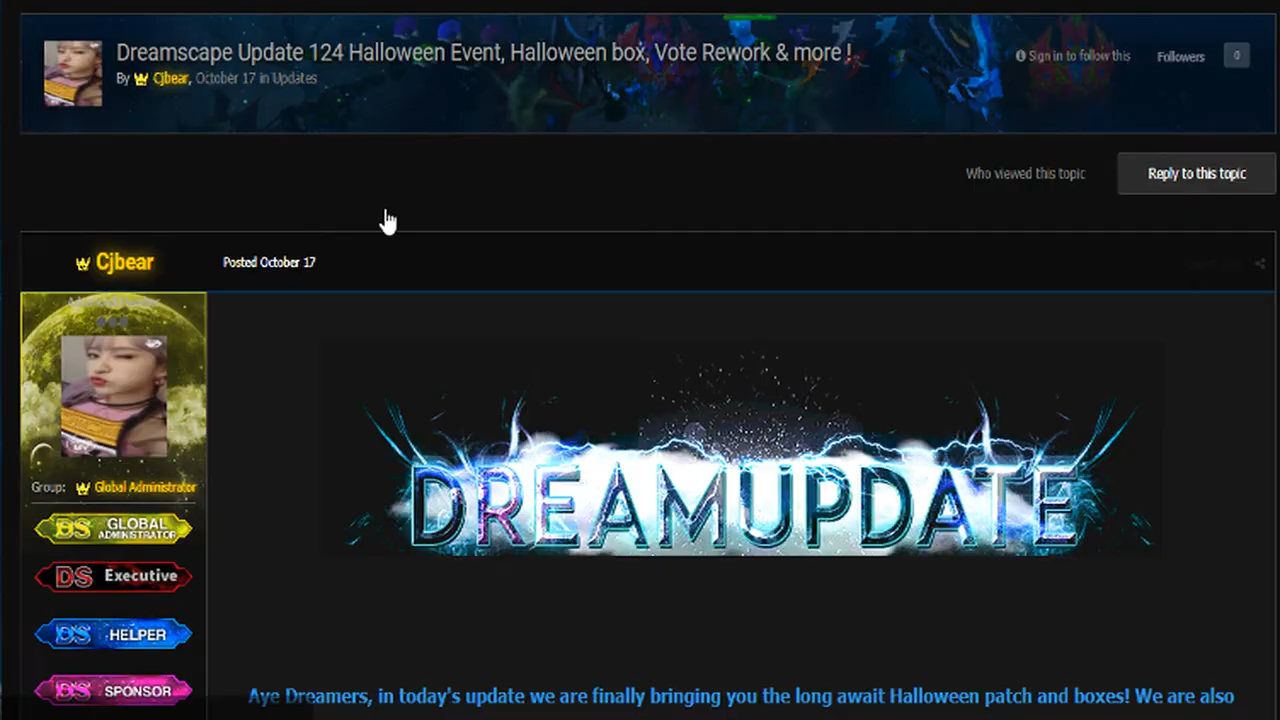 Dreamscape Update 124 Halloween Event, Halloween box, Vote Rework & more !
By Cjbear, October 17 in Updates
Sign in to follow this
Followers
0
Who viewed this topic
Reply to this topic
Cjbear
Posted October 17
Group: Global Administrator
DS GLOBAL ADMINISTRATOR
DS Executive
DS HELPER
DS SPONSOR
DREAMUPDATE
Aye Dreamers, in today's update we are finally bringing you the long await Halloween patch and boxes! We are also